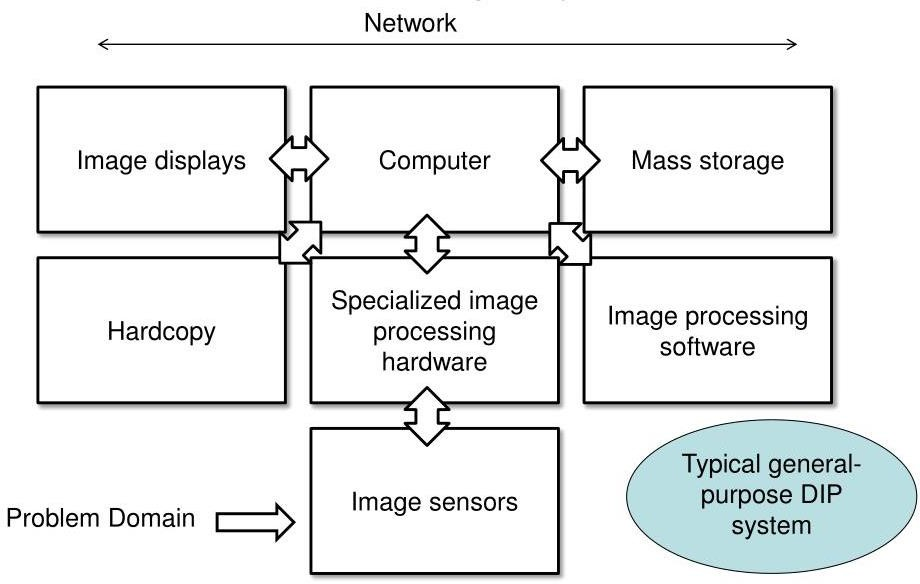 Network
Image displays
Computer
Mass storage
Hardcopy
Specialized image
processing
hardware
Image processing
software
Image sensors
Problem Domain
Typical general-
purpose DIP
system